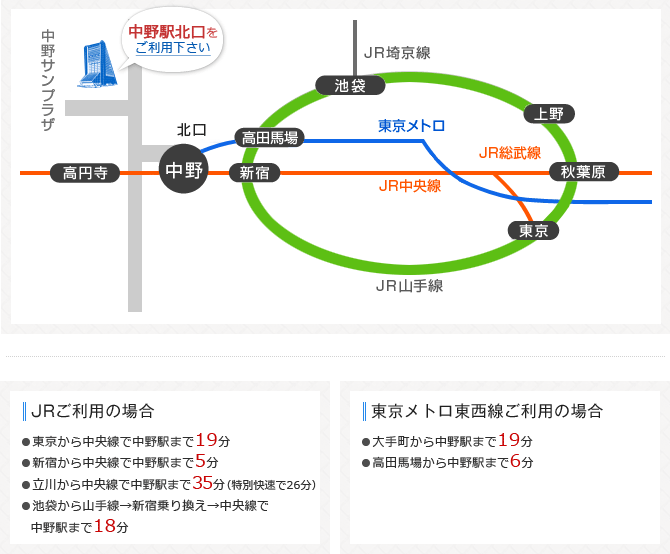 中野サンプラザ
中野駅北口を
ご利用下さい
JR埼京線
池袋
上野
北口
東京メトロ
高田馬場
JR総武線
高円寺
中野
新宿
秋葉原
JR中央線
東京
JR山手線
JRご利用の場合
●東京から中央線で中野駅まで19分
●新宿から中央線で中野駅まで5分
●立川から中央線で中野駅まで35分（特別快速で26分）
●池袋から山手線→新宿乗り換え→中央線で
中野駅まで18分
東京メトロ東西線ご利用の場合
●大手町から中野駅まで19分
●高田馬場から中野駅まで6分